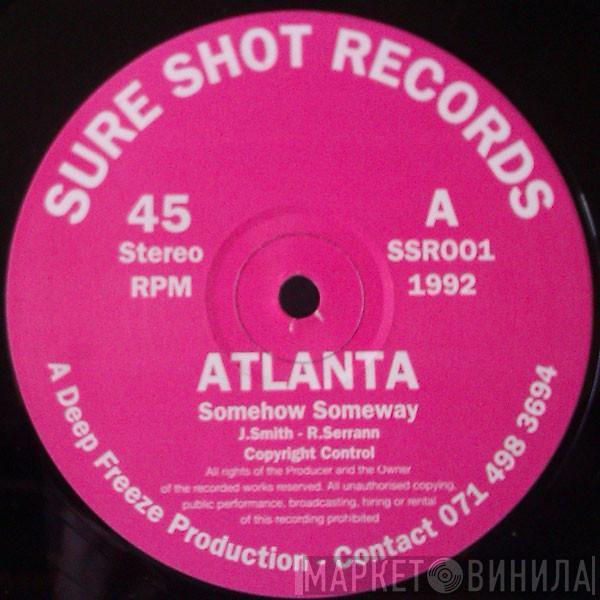 SURE SHOT RECORDS
45
Stereo
RPM
A
SSR001
1992
ATLANTA
Somehow Someway
J.Smith - R.Serrann
Copyright Control
All rights of the Producer and the Owner
of the recorded works reserved. All unauthorised copying,
public performance, broadcasting, hiring or rental
of this recording prohibited
A Deep Freeze Production - Contact 071 498 3694
МАРКЕТ ВИНИЛА